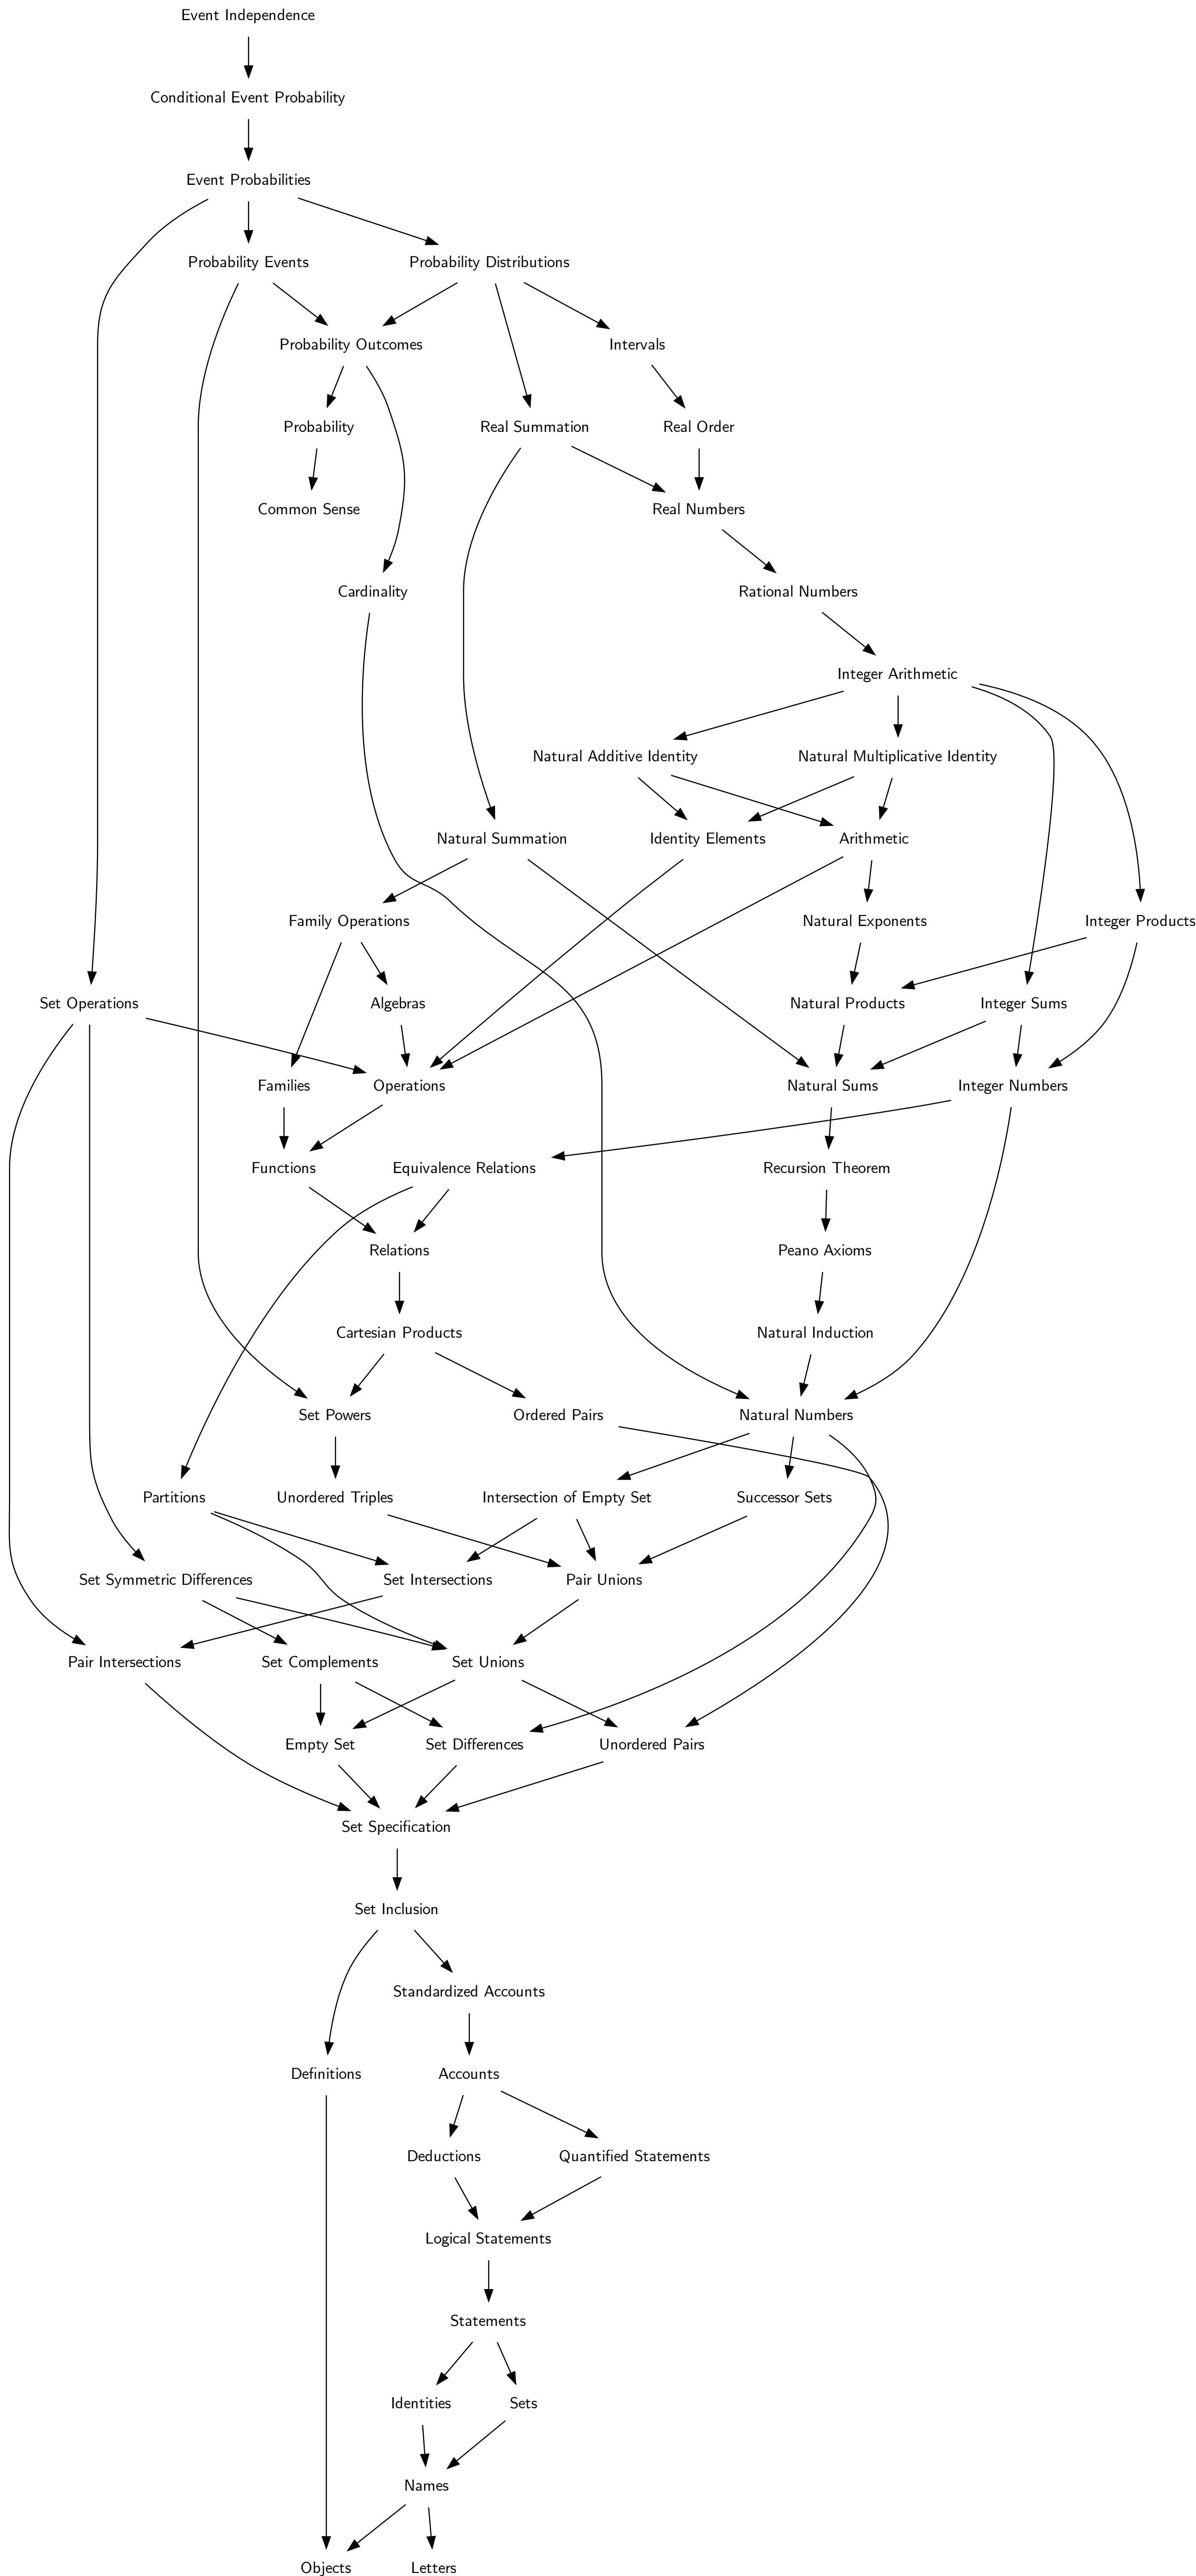 Event Independence
Conditional Event Probability
Event Probabilities
Probability Events
Probability Distributions
Probability Outcomes
Intervals
Probability
Real Summation
Real Order
Common Sense
Real Numbers
Cardinality
Rational Numbers
Integer Arithmetic
Natural Additive Identity
Natural Multiplicative Identity
Natural Summation
Identity Elements
Arithmetic
Family Operations
Natural Exponents
Integer Products
Set Operations
Algebras
Natural Products
Integer Sums
Families
Operations
Natural Sums
Integer Numbers
Functions
Equivalence Relations
Recursion Theorem
Relations
Peano Axioms
Cartesian Products
Natural Induction
Set Powers
Ordered Pairs
Natural Numbers
Partitions
Unordered Triples
Intersection of Empty Set
Successor Sets
Set Symmetric Differences
Set Intersections
Pair Unions
Pair Intersections
Set Complements
Set Unions
Empty Set
Set Differences
Unordered Pairs
Set Specification
Set Inclusion
Standardized Accounts
Definitions
Accounts
Deductions
Quantified Statements
Logical Statements
Statements
Identities
Sets
Names
Objects
Letters